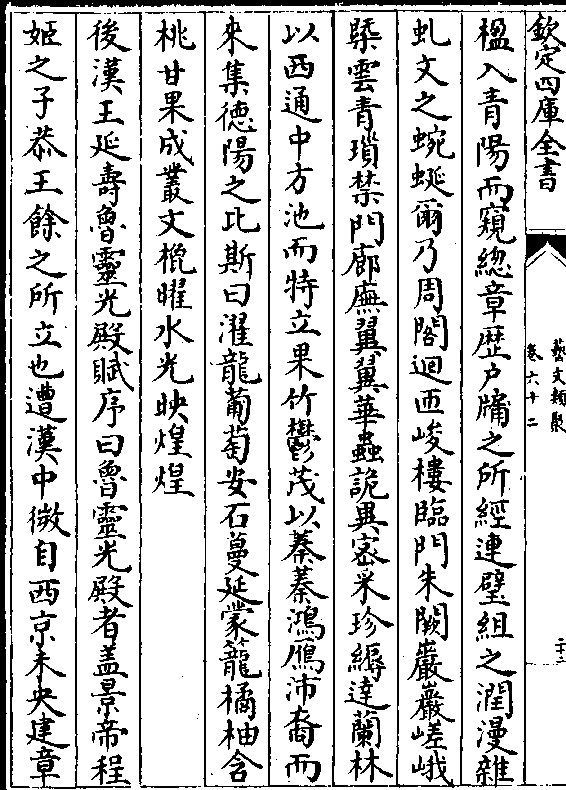 欽定四庫全書
藝文類聚
卷六十二
二十二
楹入青陽而窺總章歷户牖之所經連璧組之潤漫雜
虬文之蜿蜒爾乃周閣迴匝峻樓臨門朱闕巖巖嵯峨
槩雲青瑣禁門廊廡翼翼華蟲詭異宻采珍縟達蘭林
以西通中方池而特立果竹鬱茂以蓁蓁鴻鴈沛裔而
來集德陽之比斯曰濯龍葡萄安石蔓延蒙籠橘柚含
桃甘果成叢文榥曜水光映煌煌
後漢王延壽魯靈光殿賦序曰魯靈光殿者盖景帝程
姬之子恭王餘之所立也遭漢中微自西京未央建章